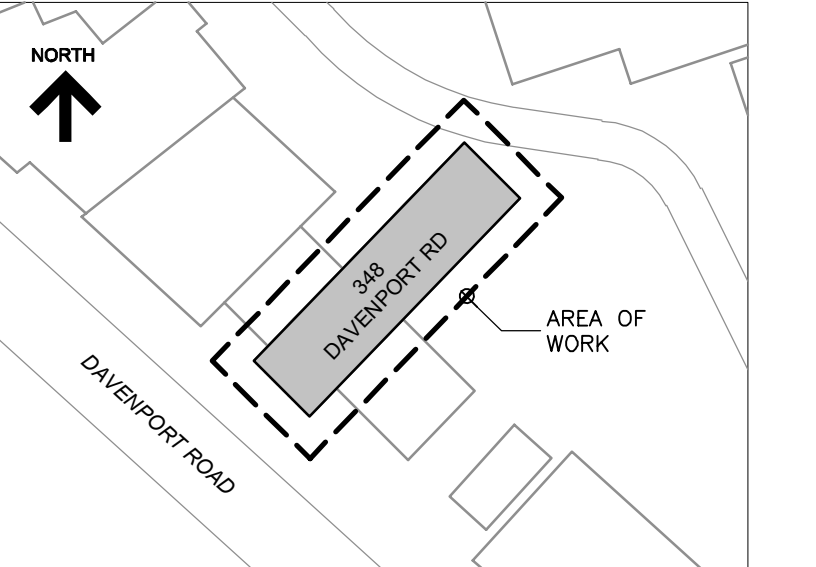 NORTH
348
DAVENPORT RD
AREA OF
WORK
DAVENPORT ROAD